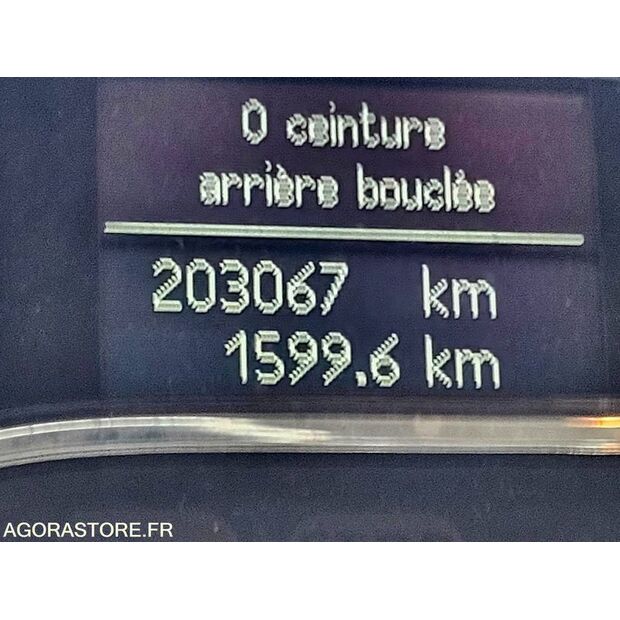 0 ceinture
arrière bouclée
203067 km
1599.6 km
AGORASTORE.FR